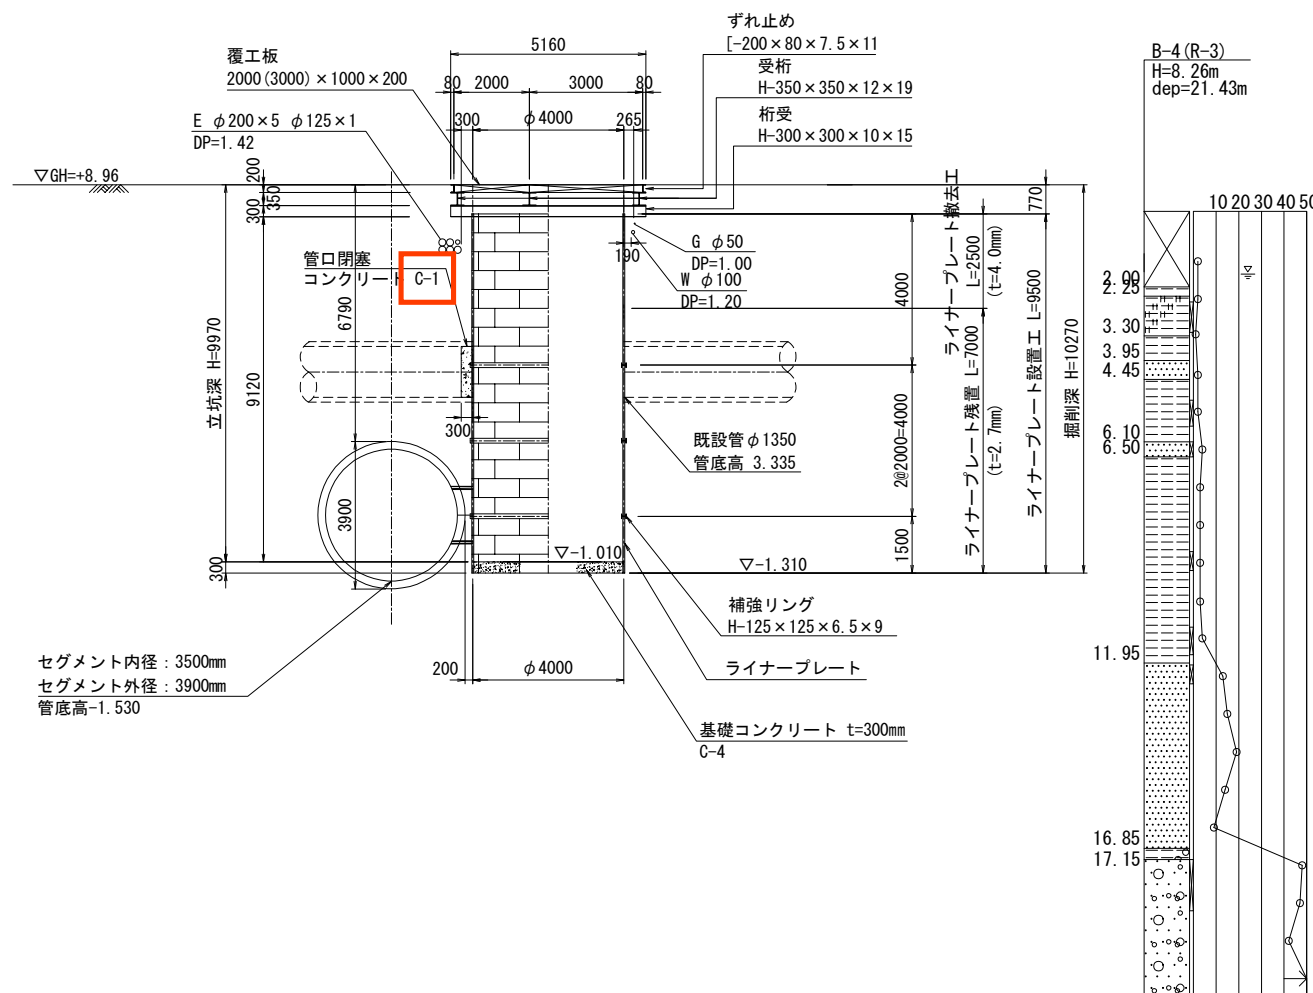 ずれ止め
[-200×80×7.5×11
受桁
H-350×350×12×19
桁受
H-300×300×10×15
5160
覆工板
2000(3000)×1000×200
80
2000
3000
80
E φ200×5 φ125×1
DP=1.42
300
φ4000
265
▽GH=+8.96
200
350
300
770
管口閉塞
コンクリート C-1
G φ50
DP=1.00
190
W φ100
DP=1.20
6790
立坑深 H=9970
9120
3900
300
300
4000
2@2000=4000
1500
ライナープレート撤去工
L=2500
(t=4.0mm)
ライナープレート残置 L=7000
(t=2.7mm)
ライナープレート設置工 L=9500
掘削深 H=10270
既設管φ1350
管底高 3.335
▽-1.010
▽-1.310
補強リング
H-125×125×6.5×9
200
φ4000
ライナープレート
セグメント内径：3500mm
セグメント外径：3900mm
管底高-1.530
基礎コンクリート t=300mm
C-4
B-4(R-3)
H=8.26m
dep=21.43m
10 20 30 40 50
2.00
2.25
3.30
3.95
4.45
6.10
6.50
11.95
16.85
17.15